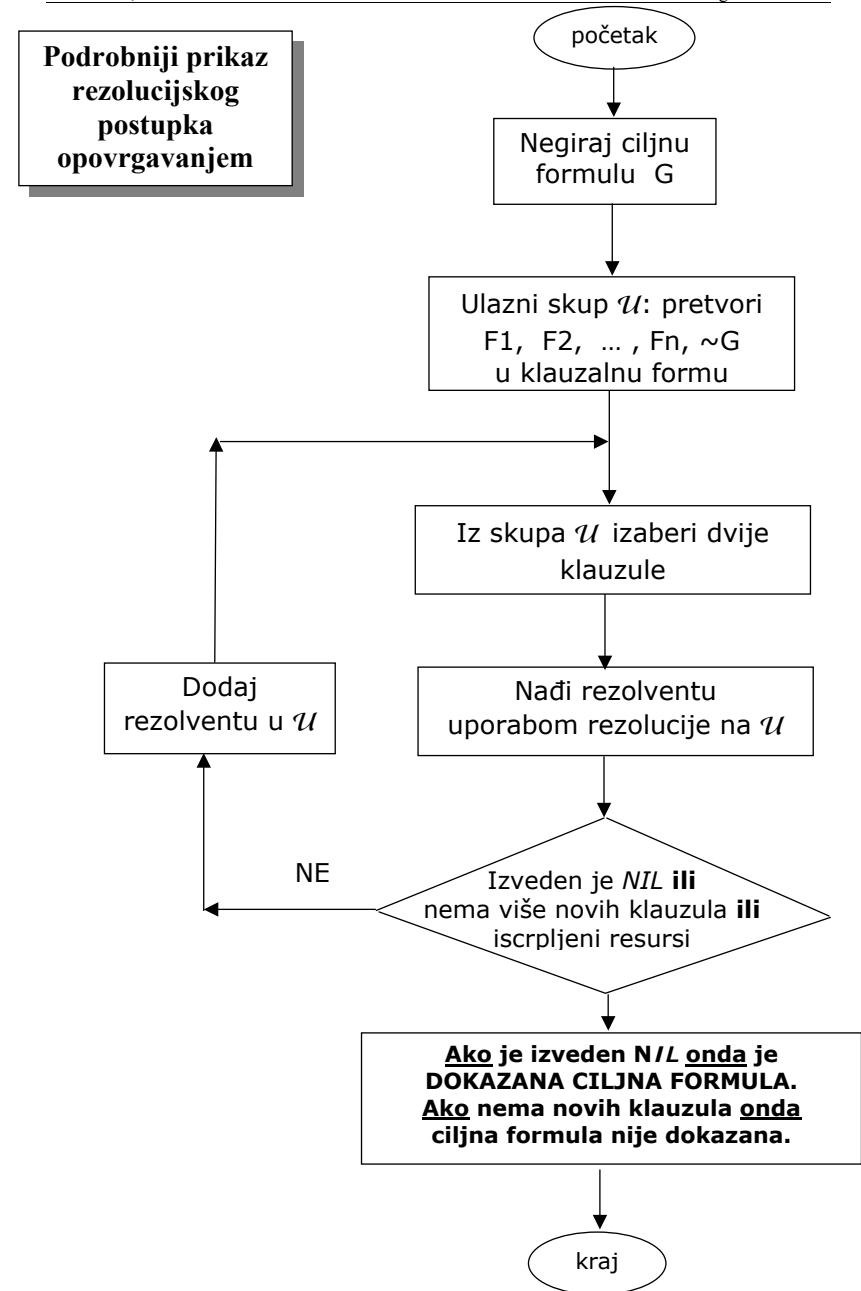 Podrobniji prikaz
rezolucijskog
postupka
opovrgavanjem
početak
Negiraj ciljnu
formulu G
Ulazni skup 𝒰: pretvori
F1, F2, … , Fn, ~G
u klauzalnu formu
Iz skupa 𝒰 izaberi dvije
klauzule
Dodaj
rezolventu u 𝒰
Nađi rezolventu
uporabom rezolucije na 𝒰
NE
Izveden je NIL ili
nema više novih klauzula ili
iscrpljeni resursi
Ako je izveden NIL onda je
DOKAZANA CILJNA FORMULA.
Ako nema novih klauzula onda
ciljna formula nije dokazana.
kraj